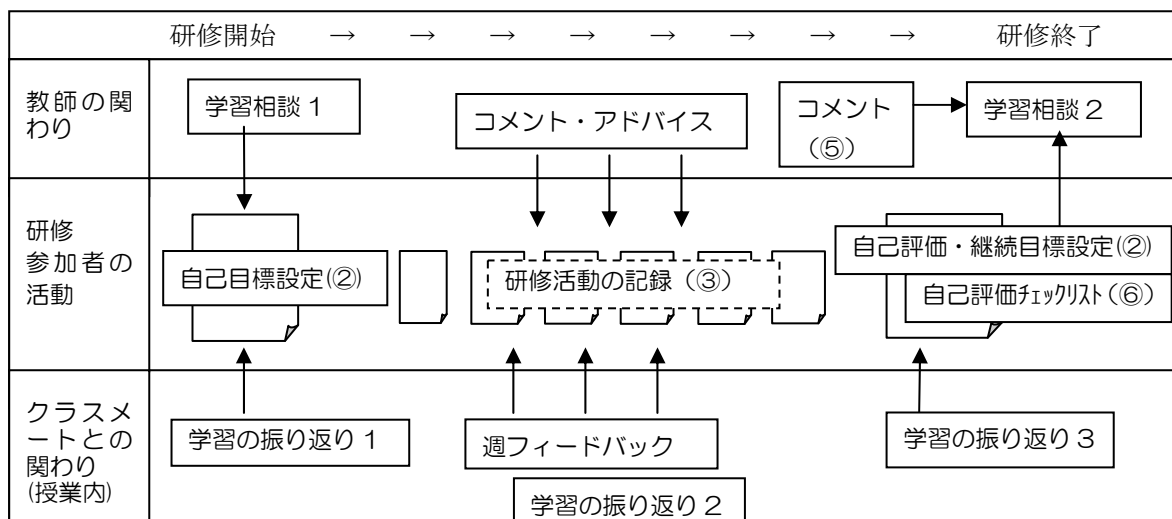 研修開始 → → → → → → → → 研修終了
教師の関
わり
学習相談 1
コメント・アドバイス
コメント
(⑤)
学習相談 2
研修
参加者の
活動
自己目標設定(②)
研修活動の記録(③)
自己評価・継続目標設定(②)
自己評価ﾁｪｯｸﾘｽﾄ(⑥)
クラスメ
ートとの
関わり
(授業内)
学習の振り返り 1
週フィードバック
学習の振り返り 2
学習の振り返り 3